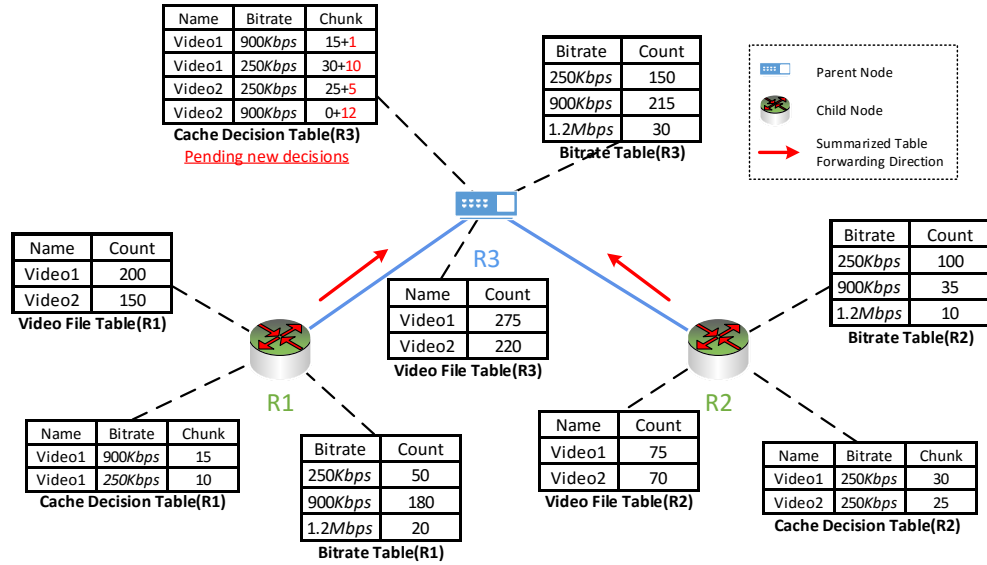 Name Bitrate Chunk
Video1 900Kbps 15+1
Video1 250Kbps 30+10
Video2 250Kbps 25+5
Video2 900Kbps 0+12
Cache Decision Table(R3)
Pending new decisions
Bitrate Count
250Kbps 150
900Kbps 215
1.2Mbps 30
Bitrate Table(R3)
Parent Node
Child Node
Summarized Table
Forwarding Direction
R3
Name Count
Video1 200
Video2 150
Video File Table(R1)
Name Count
Video1 275
Video2 220
Video File Table(R3)
Bitrate Count
250Kbps 100
900Kbps 35
1.2Mbps 10
Bitrate Table(R2)
R1
R2
Name Bitrate Chunk
Video1 900Kbps 15
Video1 250Kbps 10
Cache Decision Table(R1)
Bitrate Count
250Kbps 50
900Kbps 180
1.2Mbps 20
Bitrate Table(R1)
Name Count
Video1 75
Video2 70
Video File Table(R2)
Name Bitrate Chunk
Video1 250Kbps 30
Video2 250Kbps 25
Cache Decision Table(R2)